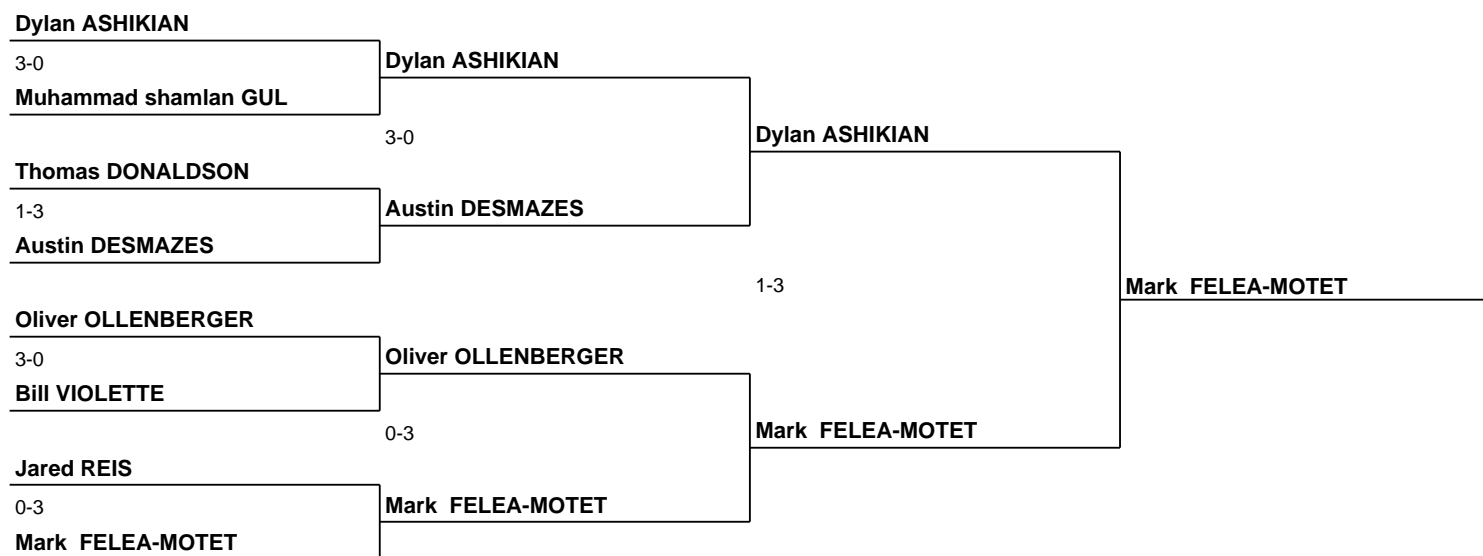 Dylan ASHIKIAN
3-0
Muhammad shamlan GUL
Thomas DONALDSON
1-3
Austin DESMAZES
Oliver OLLENBERGER
3-0
Bill VIOLETTE
Jared REIS
0-3
Mark  FELEA-MOTET
Dylan ASHIKIAN
3-0
Austin DESMAZES
Oliver OLLENBERGER
0-3
Mark  FELEA-MOTET
Dylan ASHIKIAN
1-3
Mark  FELEA-MOTET
Mark  FELEA-MOTET